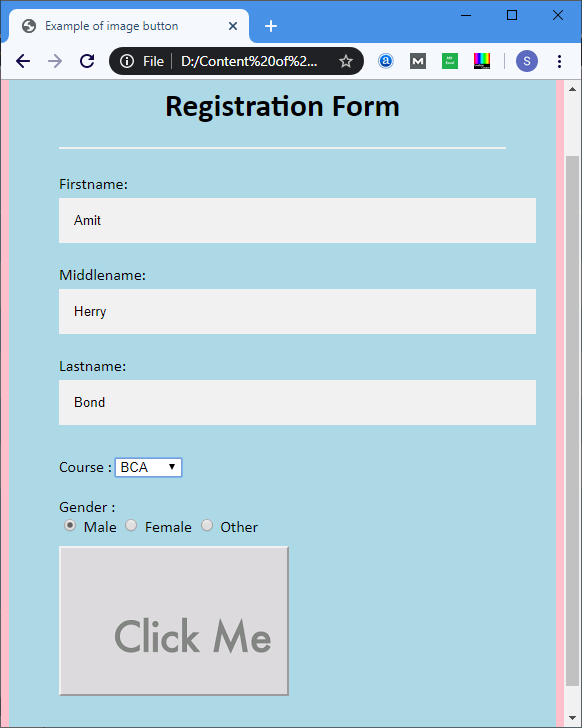 Example of image button
File D:/Content%20of%2...
S
Registration Form
Firstname:
Amit
Middlename:
Herry
Lastname:
Bond
Course : BCA
Gender :
Male Female Other
Click Me